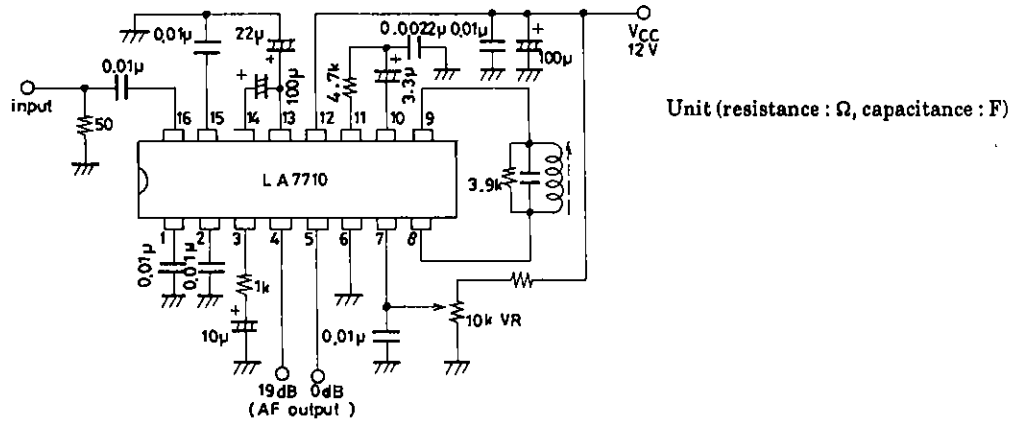 0.01μ
22μ
100μ
4.7k
3.3μ
0.0022μ
0.01μ
100μ
VCC
12V
0.01μ
input
50
16 15 14 13 12 11 10 9
Unit (resistance : Ω, capacitance : F)
LA7710
3.9k
1 2 3 4 5 6 7 8
0.01μ
0.01μ
1k
10μ
0.01μ
10k VR
19dB 0dB
(AF output)